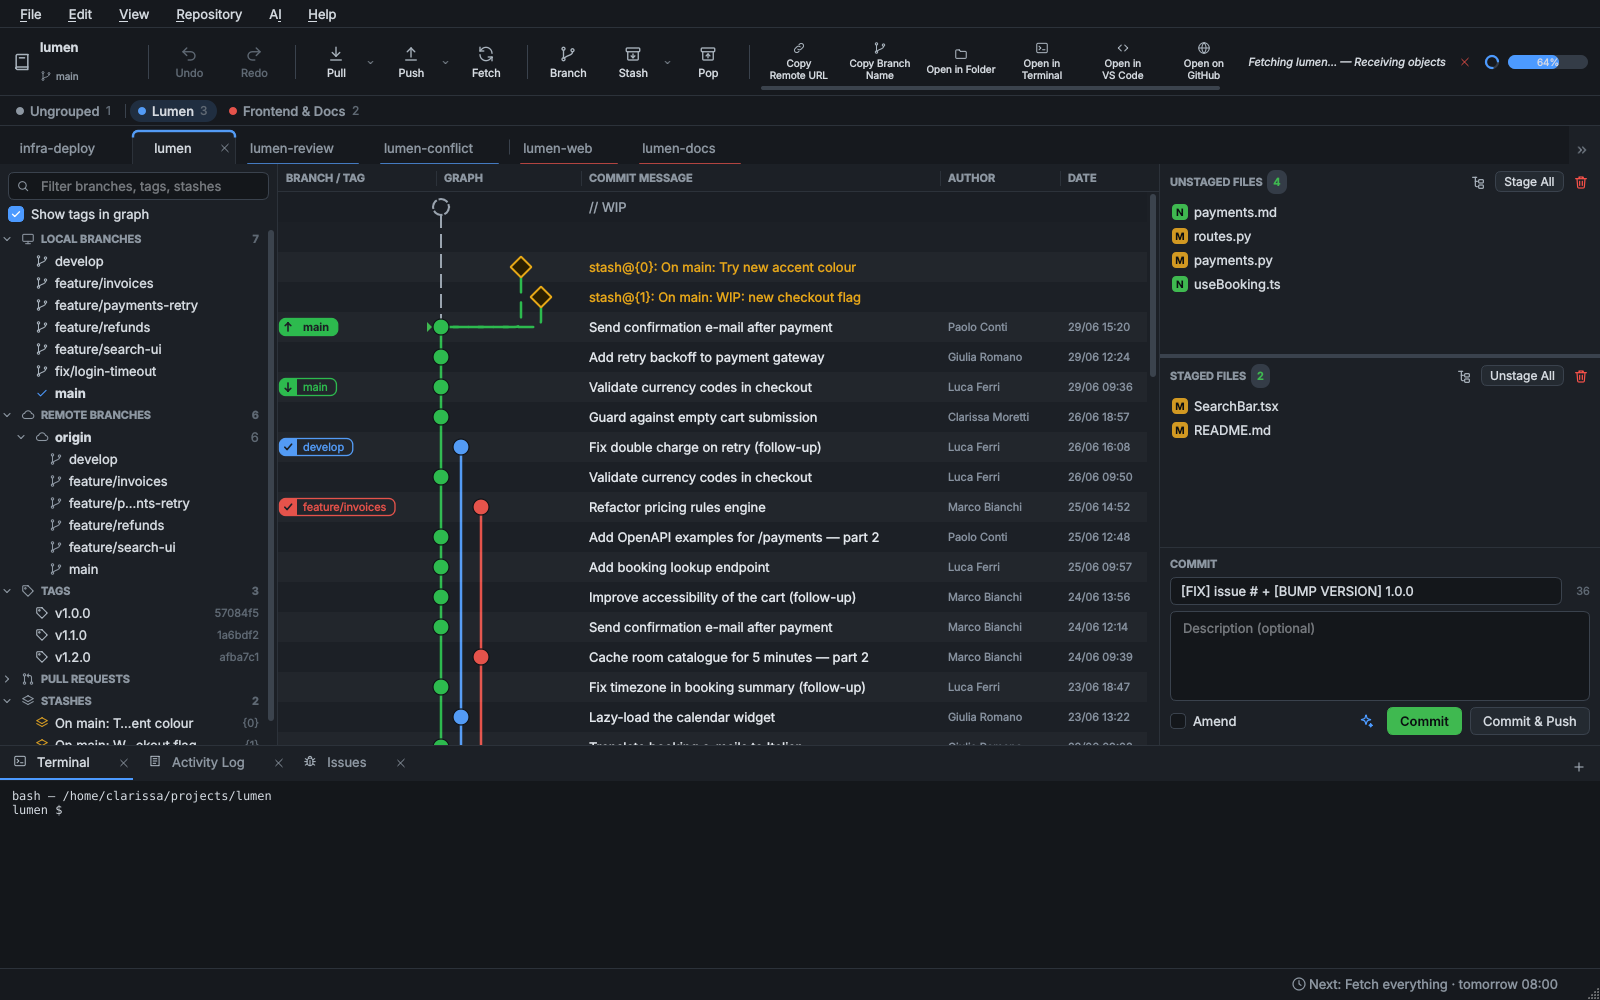 File Edit View Repository AI Help
lumen
main
Undo Redo Pull Push Fetch Branch Stash Pop
Copy Remote URL
Copy Branch Name
Open in Folder
Open in Terminal
Open in VS Code
Open on GitHub
Fetching lumen... — Receiving objects
64%
Ungrouped 1 Lumen 3 Frontend & Docs 2
infra-deploy lumen lumen-review lumen-conflict lumen-web lumen-docs
Filter branches, tags, stashes
Show tags in graph
LOCAL BRANCHES 7
develop
feature/invoices
feature/payments-retry
feature/refunds
feature/search-ui
fix/login-timeout
main
REMOTE BRANCHES 6
origin 6
develop
feature/invoices
feature/p...nts-retry
feature/refunds
feature/search-ui
main
TAGS 3
v1.0.0 57084f5
v1.1.0 1a6bdf2
v1.2.0 afba7c1
PULL REQUESTS
STASHES 2
On main: T...ent colour {0}
On main: W...ckout flag {1}
BRANCH / TAG GRAPH COMMIT MESSAGE AUTHOR DATE
// WIP
stash@{0}: On main: Try new accent colour
stash@{1}: On main: WIP: new checkout flag
main Send confirmation e-mail after payment Paolo Conti 29/06 15:20
Add retry backoff to payment gateway Giulia Romano 29/06 12:24
main Validate currency codes in checkout Luca Ferri 29/06 09:36
Guard against empty cart submission Clarissa Moretti 26/06 18:57
develop Fix double charge on retry (follow-up) Luca Ferri 26/06 16:08
Validate currency codes in checkout Luca Ferri 26/06 09:50
feature/invoices Refactor pricing rules engine Marco Bianchi 25/06 14:52
Add OpenAPI examples for /payments — part 2 Paolo Conti 25/06 12:48
Add booking lookup endpoint Luca Ferri 25/06 09:57
Improve accessibility of the cart (follow-up) Marco Bianchi 24/06 13:56
Send confirmation e-mail after payment Marco Bianchi 24/06 12:14
Cache room catalogue for 5 minutes — part 2 Marco Bianchi 24/06 09:39
Fix timezone in booking summary (follow-up) Luca Ferri 23/06 18:47
Lazy-load the calendar widget Giulia Romano 23/06 13:22
Translate booking e-mails to Italian Giulia Romano
UNSTAGED FILES 4 Stage All
N payments.md
M routes.py
M payments.py
N useBooking.ts
STAGED FILES 2 Unstage All
M SearchBar.tsx
M README.md
COMMIT
[FIX] issue # + [BUMP VERSION] 1.0.0 36
Description (optional)
Amend Commit Commit & Push
Terminal Activity Log Issues
bash — /home/clarissa/projects/lumen
lumen $
Next: Fetch everything · tomorrow 08:00